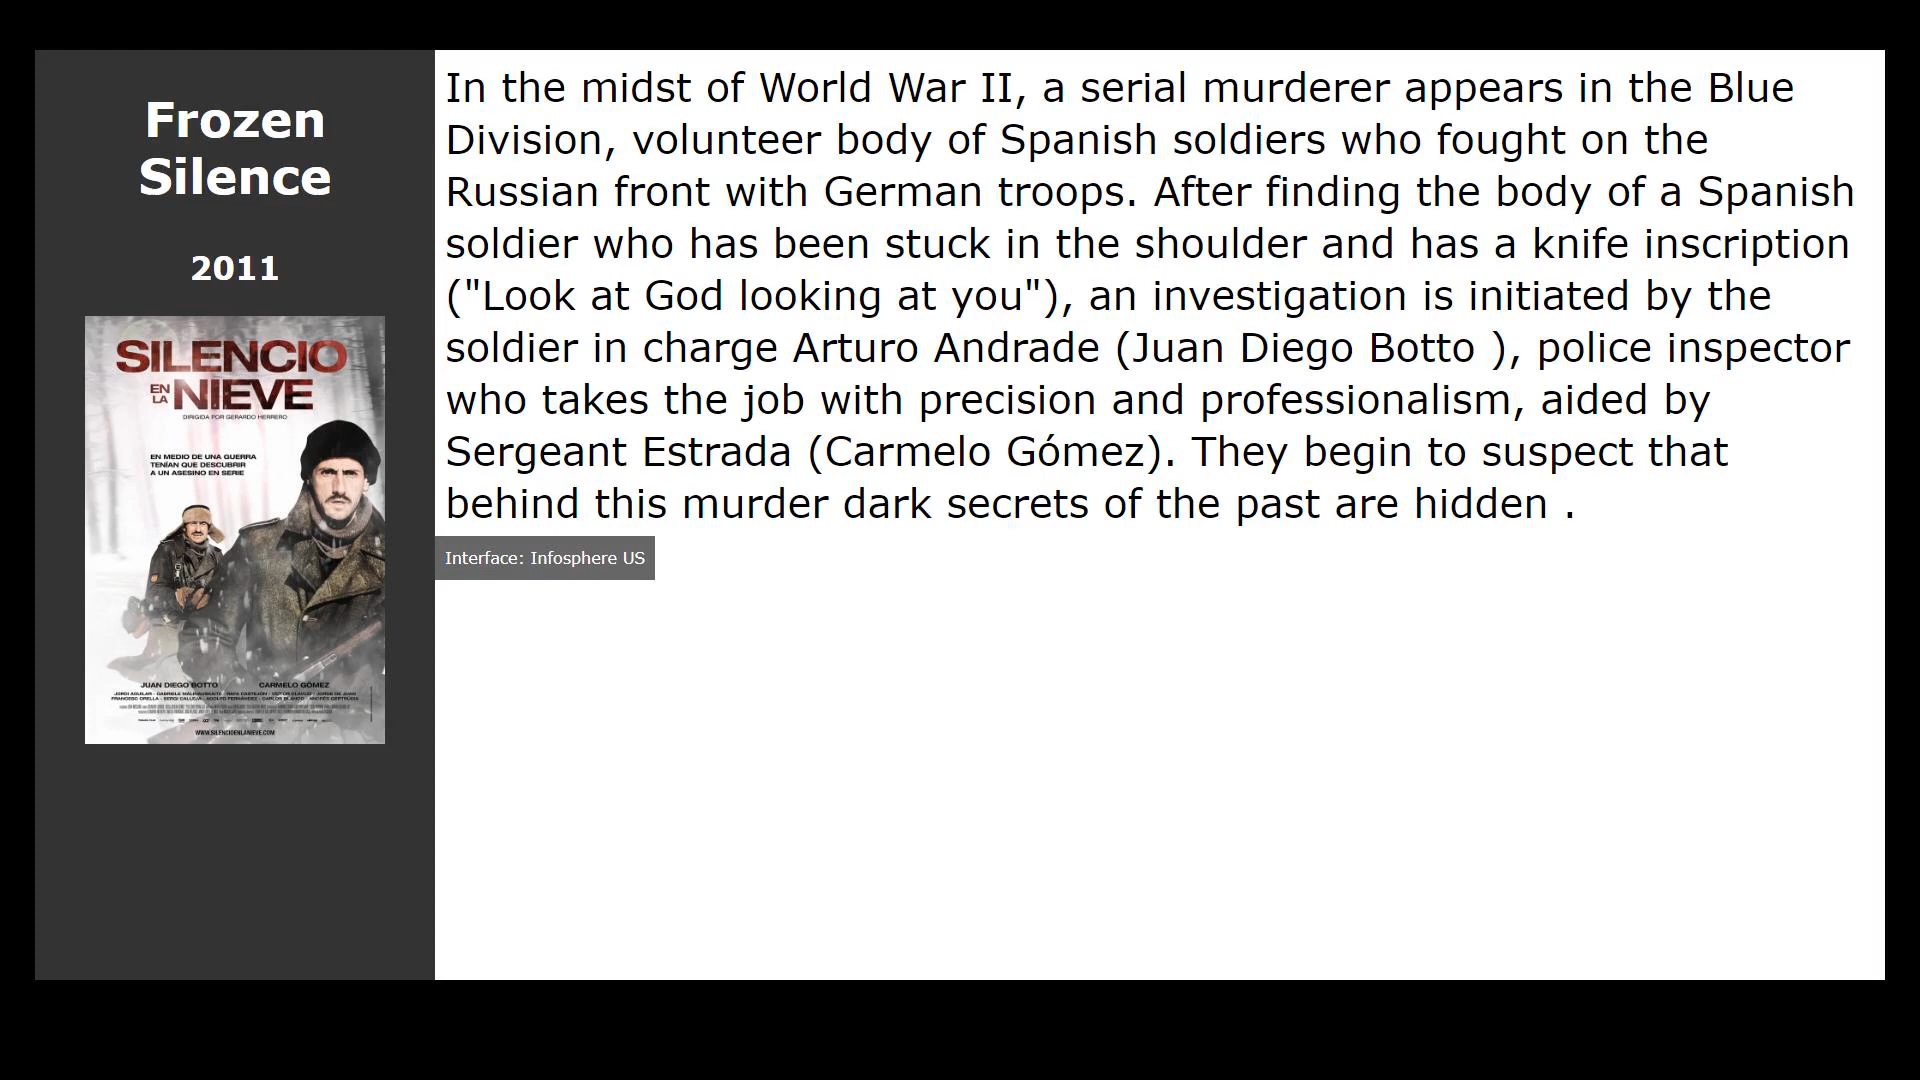 Frozen
Silence
2011
SILENCIO
EN LA NIEVE
DIRIGIDA POR GERARDO HERRERO
EN MEDIO DE UNA GUERRA
TENÍAN QUE DESCUBRIR
A UN ASESINO EN SERIE
JUAN DIEGO BOTTO CARMELO GÓMEZ
WWW.SILENCIOENLANIEVE.COM
In the midst of World War II, a serial murderer appears in the Blue
Division, volunteer body of Spanish soldiers who fought on the
Russian front with German troops. After finding the body of a Spanish
soldier who has been stuck in the shoulder and has a knife inscription
("Look at God looking at you"), an investigation is initiated by the
soldier in charge Arturo Andrade (Juan Diego Botto ), police inspector
who takes the job with precision and professionalism, aided by
Sergeant Estrada (Carmelo Gómez). They begin to suspect that
behind this murder dark secrets of the past are hidden .
Interface: Infosphere US